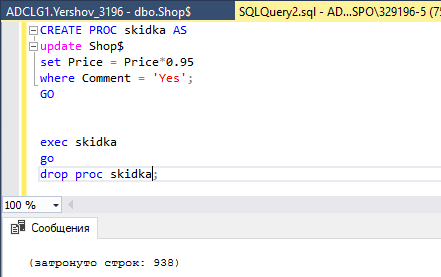 ADCLG1.Yershov_3196 - dbo.Shop$
SQLQuery2.sql - AD...SPO\329196-5 (75
CREATE PROC skidka AS
update Shop$
set Price = Price*0.95
where Comment = 'Yes';
GO
exec skidka
go
drop proc skidka;
100 %
Сообщения
(затронуто строк: 938)